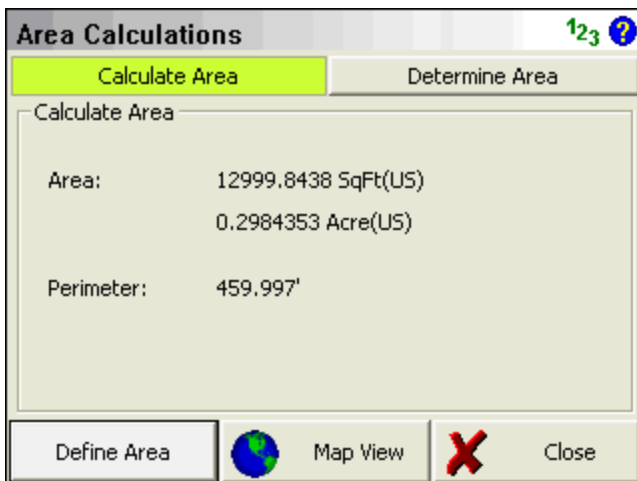 Area Calculations
123 ?
Calculate Area
Determine Area
Calculate Area
Area: 12999.8438 SqFt(US)
0.2984353 Acre(US)
Perimeter: 459.997'
Define Area
Map View
Close